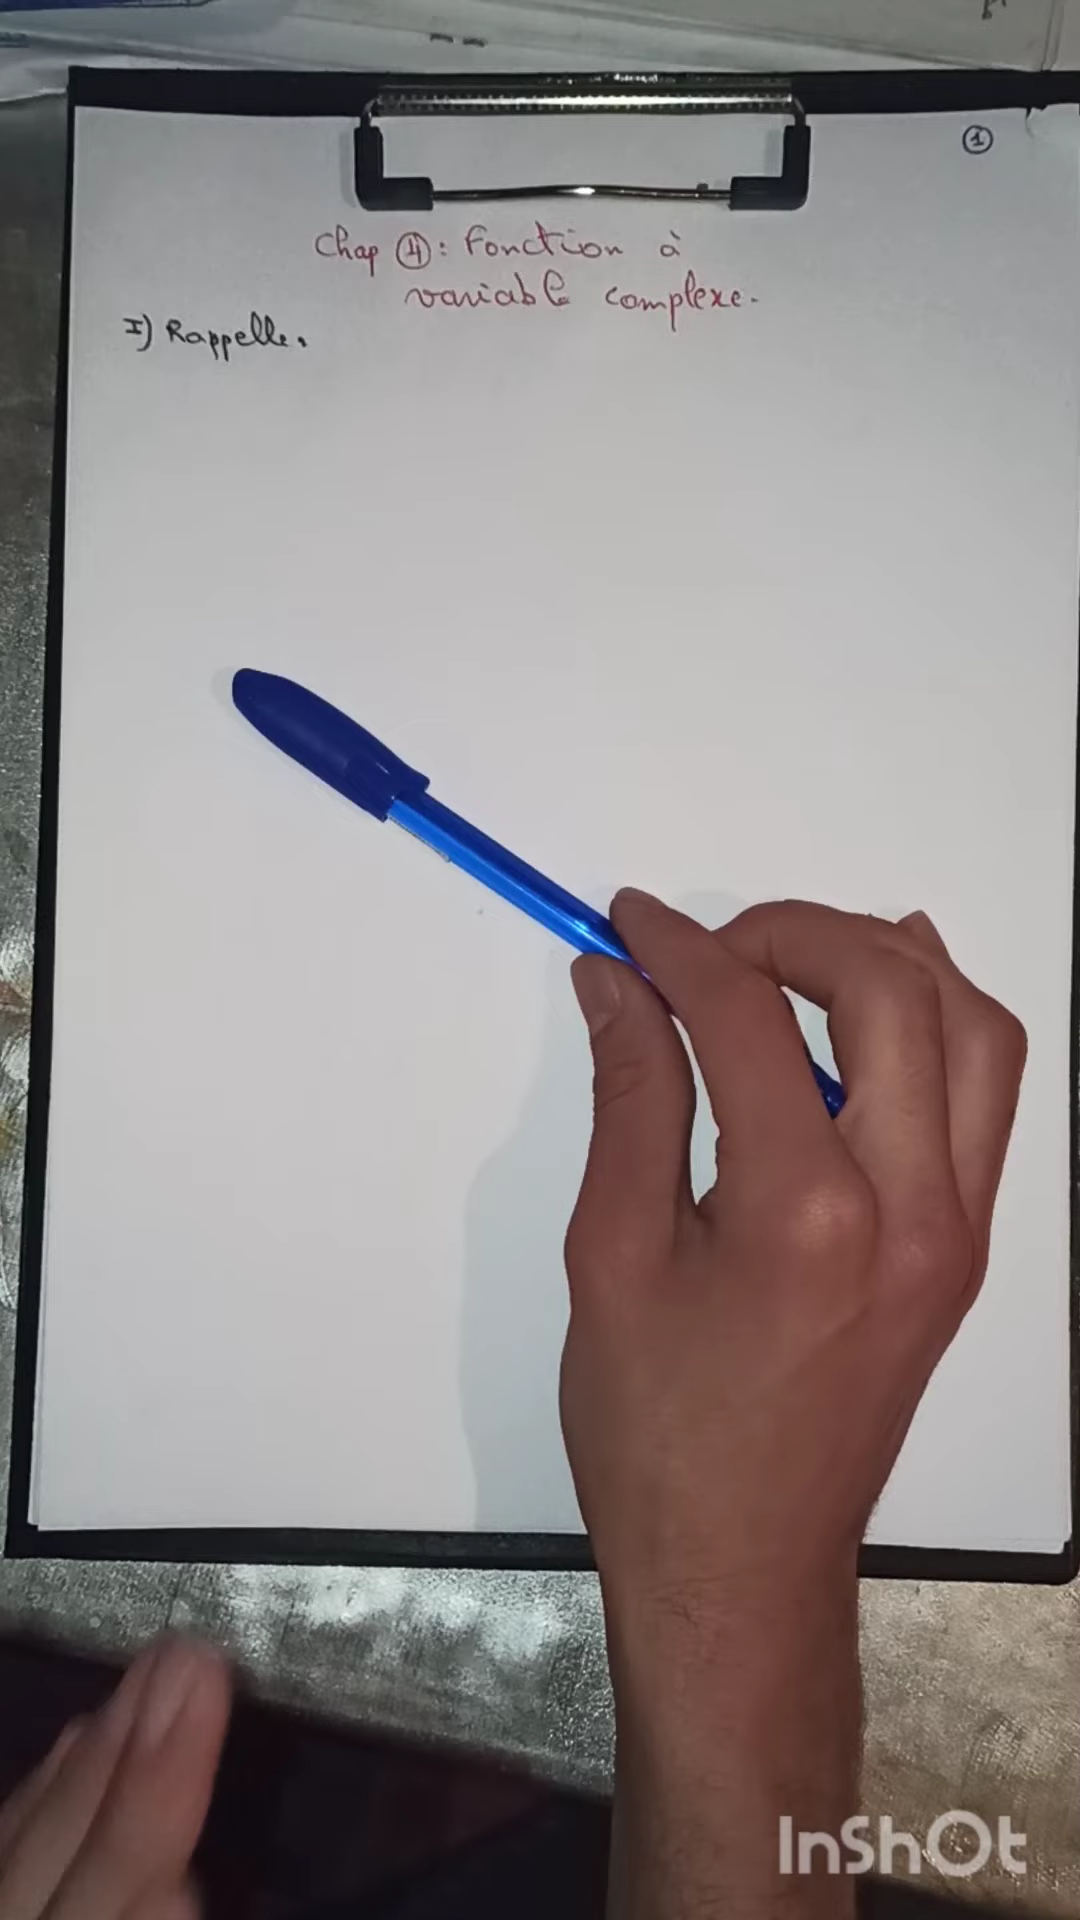 1
Chap 4: Fonction à
variable complexe.
I) Rappelle.
InShOt